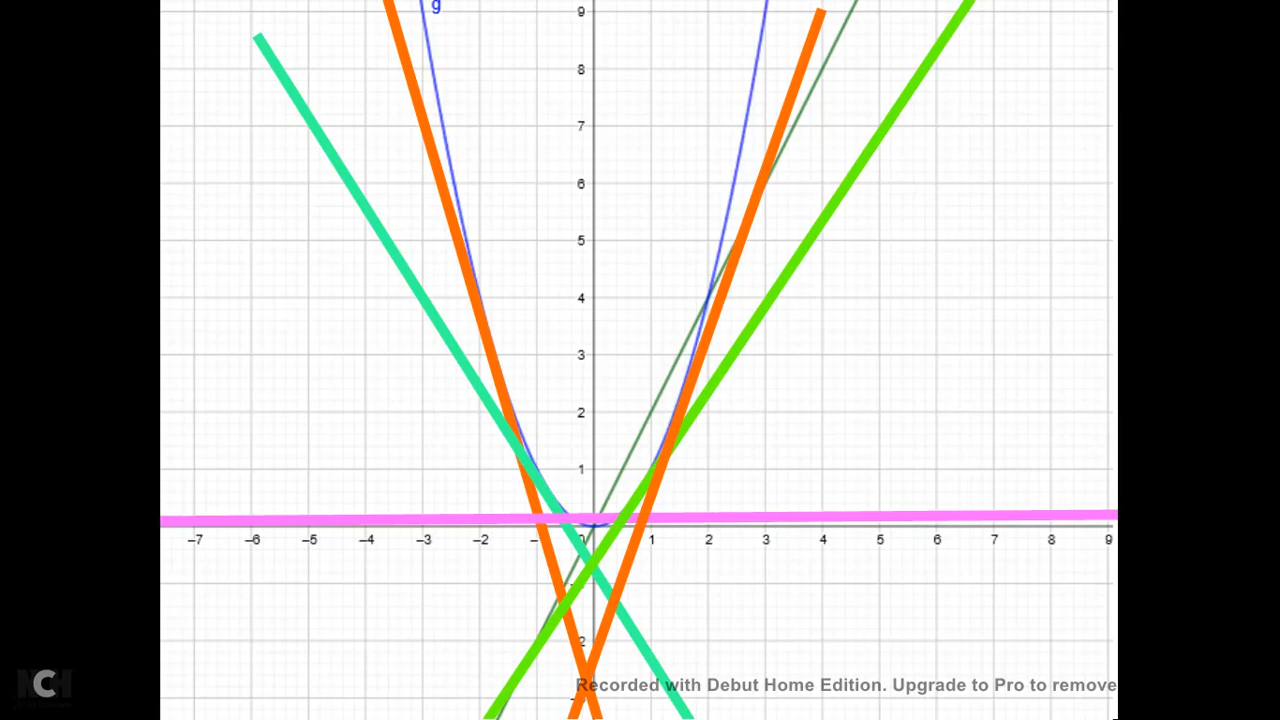 g
9
8
7
6
5
4
3
2
1
-7 -6 -5 -4 -3 -2 0 1 2 3 4 5 6 7 8 9
2
Recorded with Debut Home Edition. Upgrade to Pro to remove
NCH